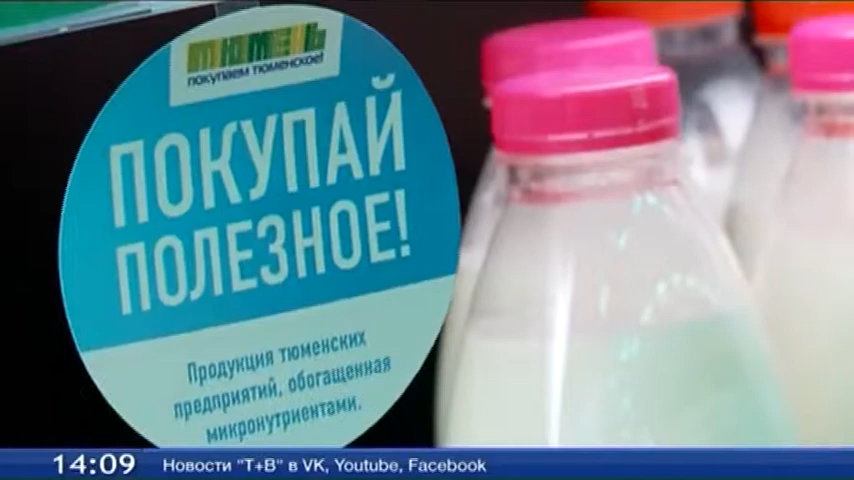 ТЮМЕНЬ
покупаем тюменское!
ПОКУПАЙ
ПОЛЕЗНОЕ!
Продукция тюменских
предприятий, обогащенная
микронутриентами.
14:09 Новости "Т+В" в VK, Youtube, Facebook